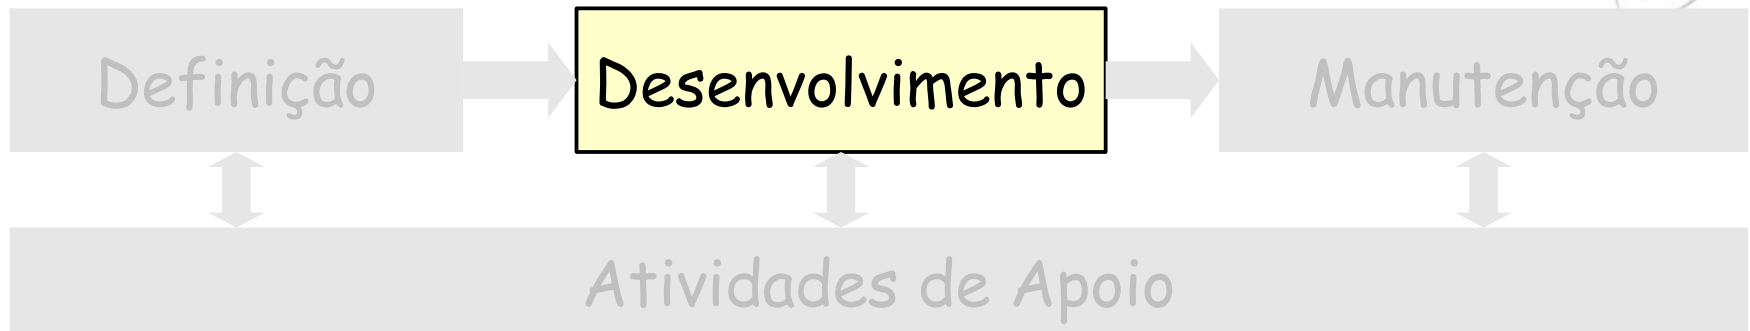 Definição
Desenvolvimento
Manutenção
Atividades de Apoio